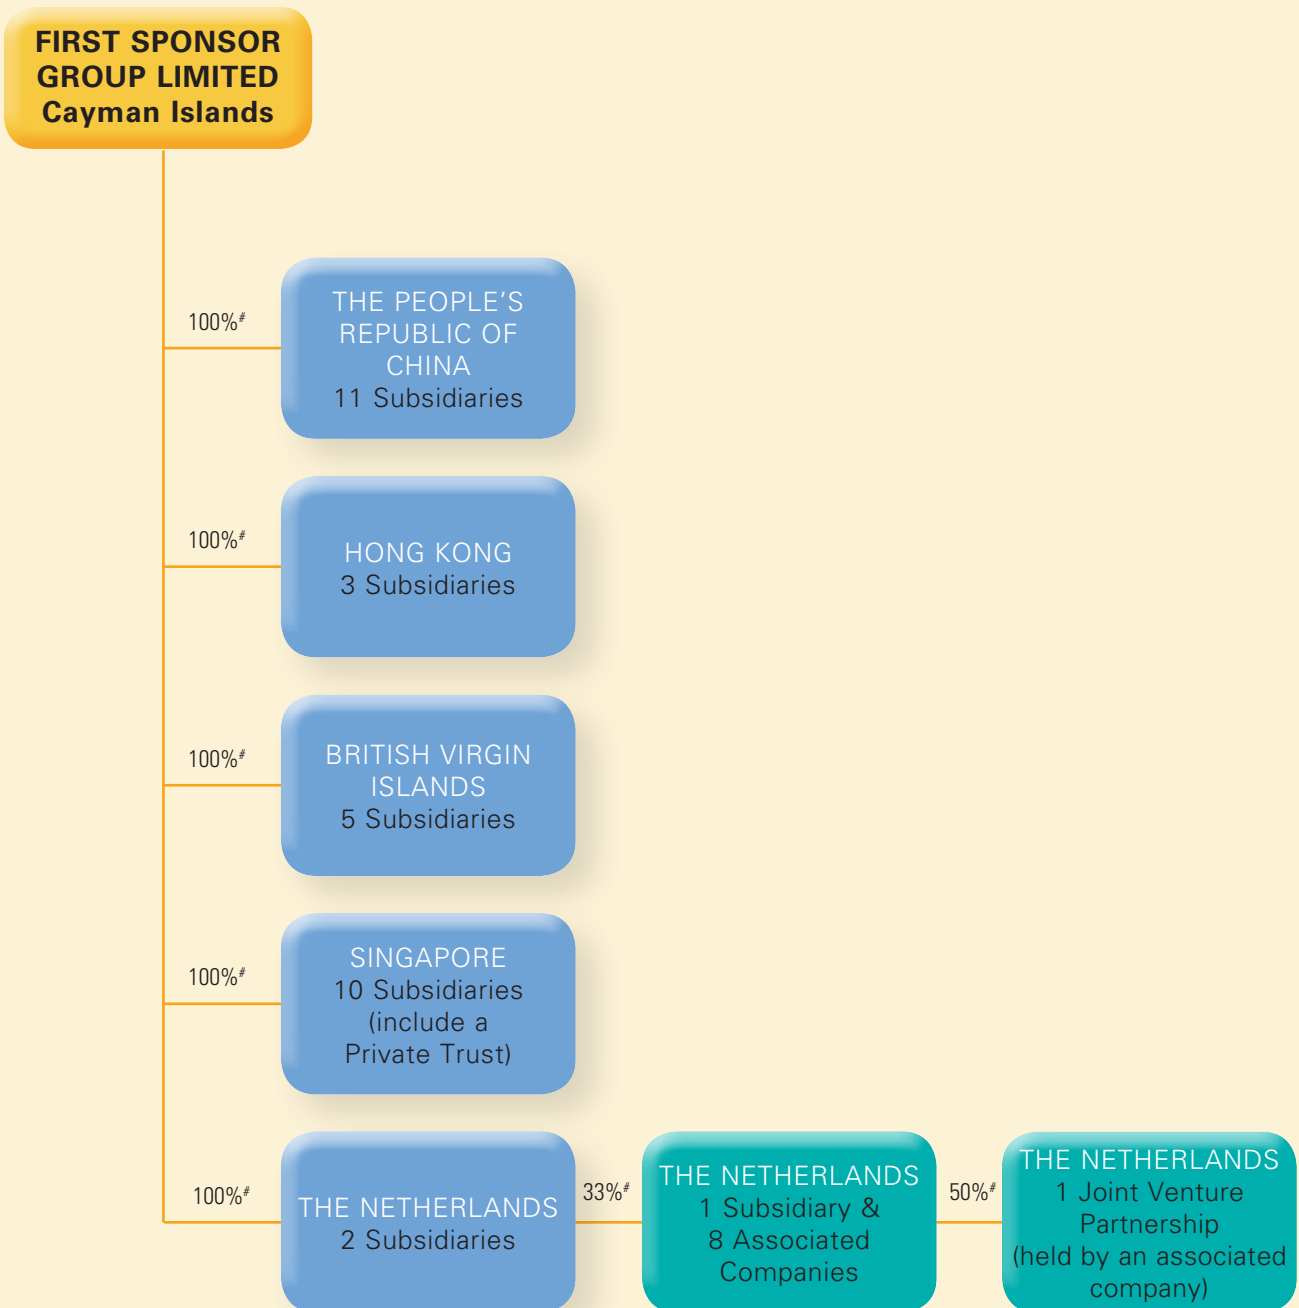 FIRST SPONSOR
GROUP LIMITED
Cayman Islands
100%#
THE PEOPLE'S
REPUBLIC OF
CHINA
11 Subsidiaries
100%#
HONG KONG
3 Subsidiaries
100%#
BRITISH VIRGIN
ISLANDS
5 Subsidiaries
100%#
SINGAPORE
10 Subsidiaries
(include a
Private Trust)
100%#
THE NETHERLANDS
2 Subsidiaries
33%#
THE NETHERLANDS
1 Subsidiary &
8 Associated
Companies
50%#
THE NETHERLANDS
1 Joint Venture
Partnership
(held by an associated
company)